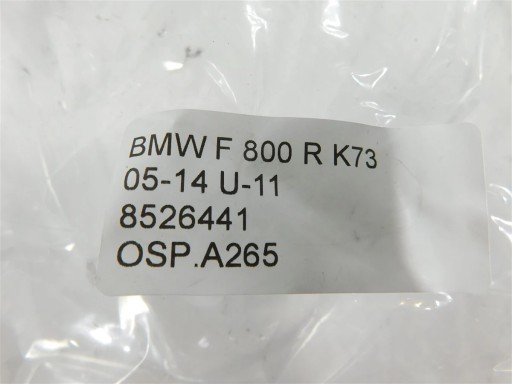 BMW F 800 R K73
05-14 U-11
8526441
OSP.A265